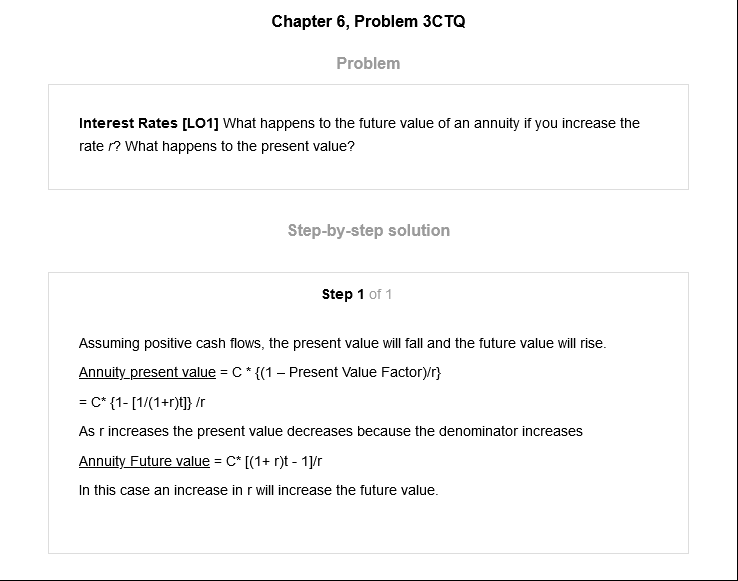 Chapter 6, Problem 3CTQ
Problem
Interest Rates [LO1] What happens to the future value of an annuity if you increase the
rate r? What happens to the present value?
Step-by-step solution
Step 1 of 1
Assuming positive cash flows, the present value will fall and the future value will rise.
Annuity present value = C * {(1 – Present Value Factor)/r}
= C* {1- [1/(1+r)t]} /r
As r increases the present value decreases because the denominator increases
Annuity Future value = C* [(1+ r)t - 1]/r
In this case an increase in r will increase the future value.